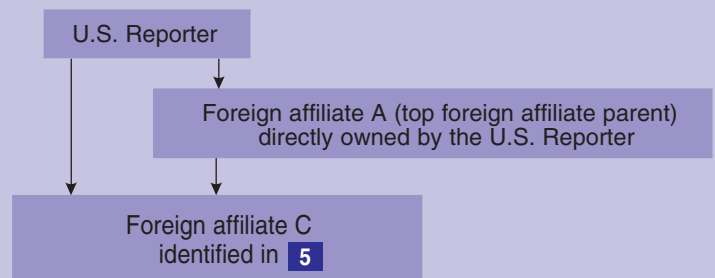 U.S. Reporter
Foreign affiliate A (top foreign affiliate parent)
directly owned by the U.S. Reporter
Foreign affiliate C
identified in 5